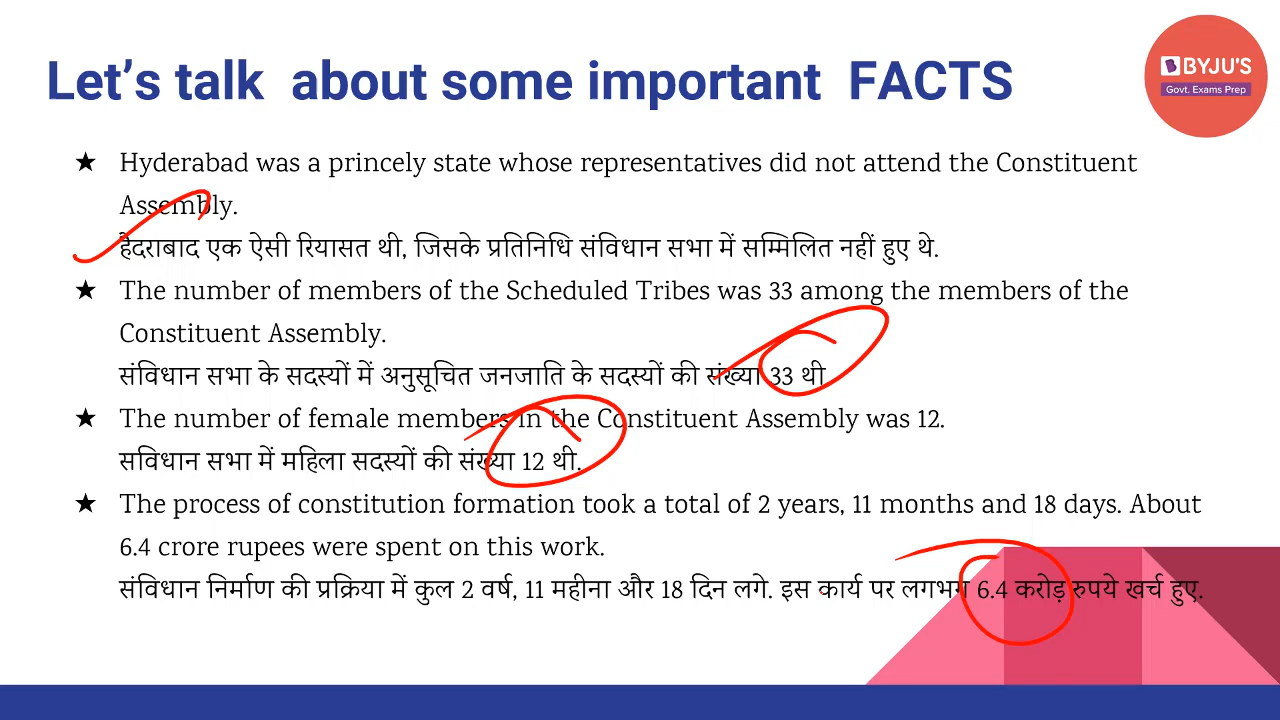 Let's talk about some important FACTS
BYJU'S
Govt. Exams Prep
★ Hyderabad was a princely state whose representatives did not attend the Constituent
Assembly.
हैदराबाद एक ऐसी रियासत थी, जिसके प्रतिनिधि संविधान सभा में सम्मिलित नहीं हुए थे.
★ The number of members of the Scheduled Tribes was 33 among the members of the
Constituent Assembly.
संविधान सभा के सदस्यों में अनुसूचित जनजाति के सदस्यों की संख्या 33 थी
★ The number of female members in the Constituent Assembly was 12.
सविधान सभा में महिला सदस्यों की संख्या 12 थी.
★ The process of constitution formation took a total of 2 years, 11 months and 18 days. About
6.4 crore rupees were spent on this work.
संविधान निर्माण की प्रक्रिया में कुल 2 वर्ष, 11 महीना और 18 दिन लगे. इस कार्य पर लगभग 6.4 करोड़ रुपये खर्च हुए.